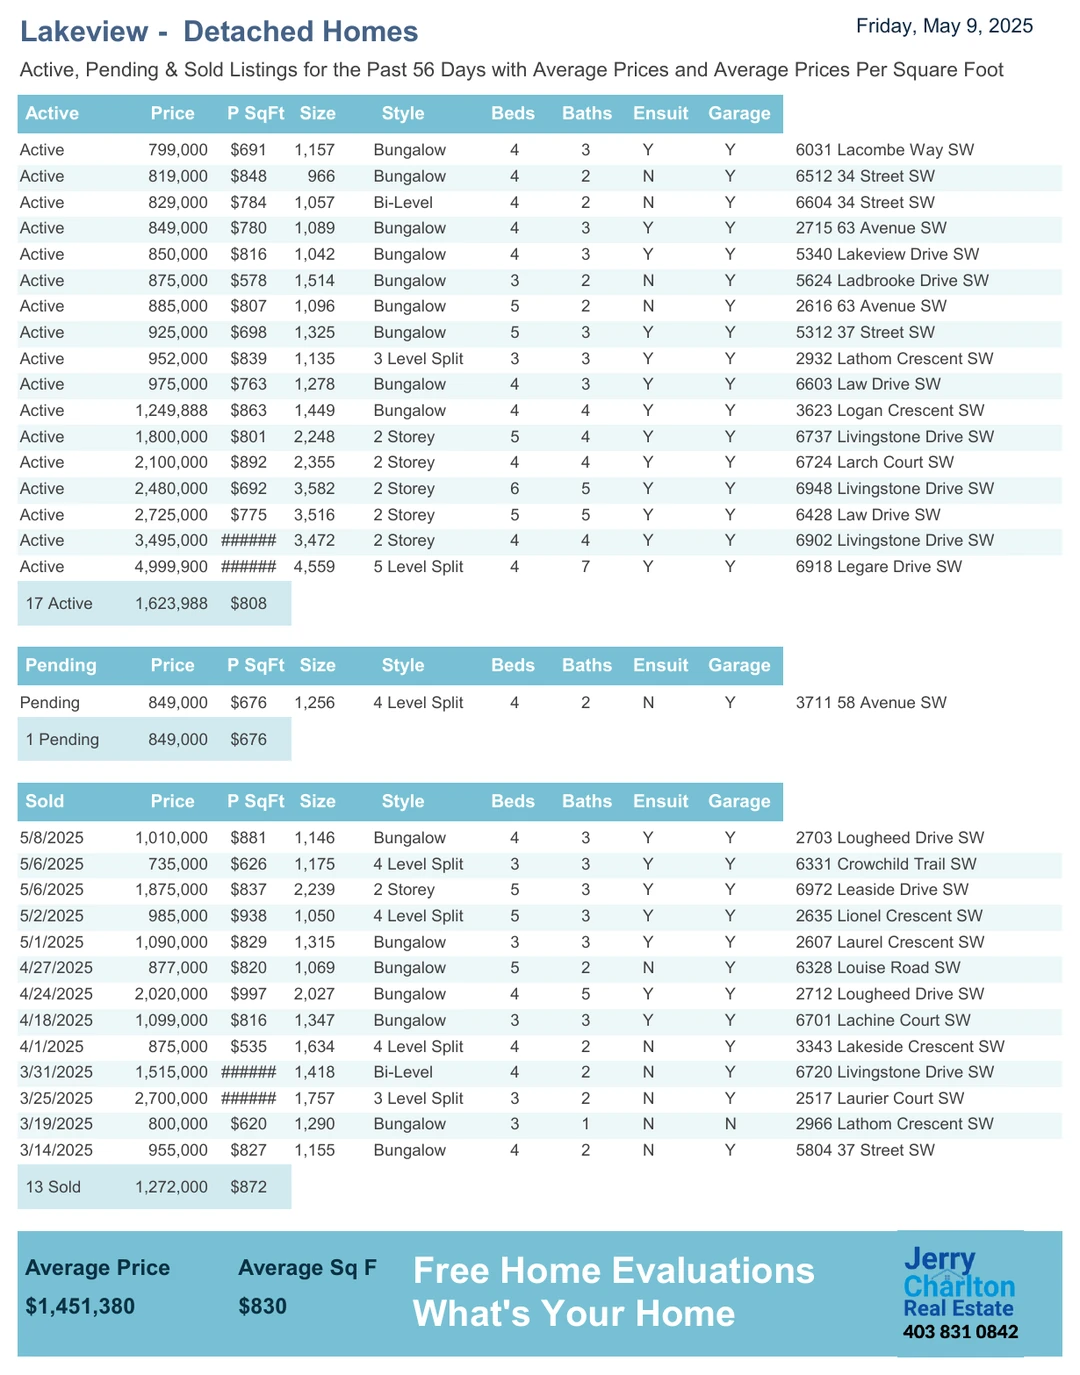 Lakeview -  Detached Homes
Friday, May 9, 2025
Active, Pending & Sold Listings for the Past 56 Days with Average Prices and Average Prices Per Square Foot
Active Price P SqFt Size Style Beds Baths Ensuit Garage
Active 799,000 $691 1,157 Bungalow 4 3 Y Y 6031 Lacombe Way SW
Active 819,000 $848 966 Bungalow 4 2 N Y 6512 34 Street SW
Active 829,000 $784 1,057 Bi-Level 4 2 N Y 6604 34 Street SW
Active 849,000 $780 1,089 Bungalow 4 3 Y Y 2715 63 Avenue SW
Active 850,000 $816 1,042 Bungalow 4 3 Y Y 5340 Lakeview Drive SW
Active 875,000 $578 1,514 Bungalow 3 2 N Y 5624 Ladbrooke Drive SW
Active 885,000 $807 1,096 Bungalow 5 2 N Y 2616 63 Avenue SW
Active 925,000 $698 1,325 Bungalow 5 3 Y Y 5312 37 Street SW
Active 952,000 $839 1,135 3 Level Split 3 3 Y Y 2932 Lathom Crescent SW
Active 975,000 $763 1,278 Bungalow 4 3 Y Y 6603 Law Drive SW
Active 1,249,888 $863 1,449 Bungalow 4 4 Y Y 3623 Logan Crescent SW
Active 1,800,000 $801 2,248 2 Storey 5 4 Y Y 6737 Livingstone Drive SW
Active 2,100,000 $892 2,355 2 Storey 4 4 Y Y 6724 Larch Court SW
Active 2,480,000 $692 3,582 2 Storey 6 5 Y Y 6948 Livingstone Drive SW
Active 2,725,000 $775 3,516 2 Storey 5 5 Y Y 6428 Law Drive SW
Active 3,495,000 ###### 3,472 2 Storey 4 4 Y Y 6902 Livingstone Drive SW
Active 4,999,900 ###### 4,559 5 Level Split 4 7 Y Y 6918 Legare Drive SW
17 Active 1,623,988 $808
Pending Price P SqFt Size Style Beds Baths Ensuit Garage
Pending 849,000 $676 1,256 4 Level Split 4 2 N Y 3711 58 Avenue SW
1 Pending 849,000 $676
Sold Price P SqFt Size Style Beds Baths Ensuit Garage
5/8/2025 1,010,000 $881 1,146 Bungalow 4 3 Y Y 2703 Lougheed Drive SW
5/6/2025 735,000 $626 1,175 4 Level Split 3 3 Y Y 6331 Crowchild Trail SW
5/6/2025 1,875,000 $837 2,239 2 Storey 5 3 Y Y 6972 Leaside Drive SW
5/2/2025 985,000 $938 1,050 4 Level Split 5 3 Y Y 2635 Lionel Crescent SW
5/1/2025 1,090,000 $829 1,315 Bungalow 3 3 Y Y 2607 Laurel Crescent SW
4/27/2025 877,000 $820 1,069 Bungalow 5 2 N Y 6328 Louise Road SW
4/24/2025 2,020,000 $997 2,027 Bungalow 4 5 Y Y 2712 Lougheed Drive SW
4/18/2025 1,099,000 $816 1,347 Bungalow 3 3 Y Y 6701 Lachine Court SW
4/1/2025 875,000 $535 1,634 4 Level Split 4 2 N Y 3343 Lakeside Crescent SW
3/31/2025 1,515,000 ###### 1,418 Bi-Level 4 2 N Y 6720 Livingstone Drive SW
3/25/2025 2,700,000 ###### 1,757 3 Level Split 3 2 N Y 2517 Laurier Court SW
3/19/2025 800,000 $620 1,290 Bungalow 3 1 N N 2966 Lathom Crescent SW
3/14/2025 955,000 $827 1,155 Bungalow 4 2 N Y 5804 37 Street SW
13 Sold 1,272,000 $872
Average Price Average Sq F
$1,451,380 $830
Free Home Evaluations
What's Your Home
Jerry
Charlton
Real Estate
403 831 0842